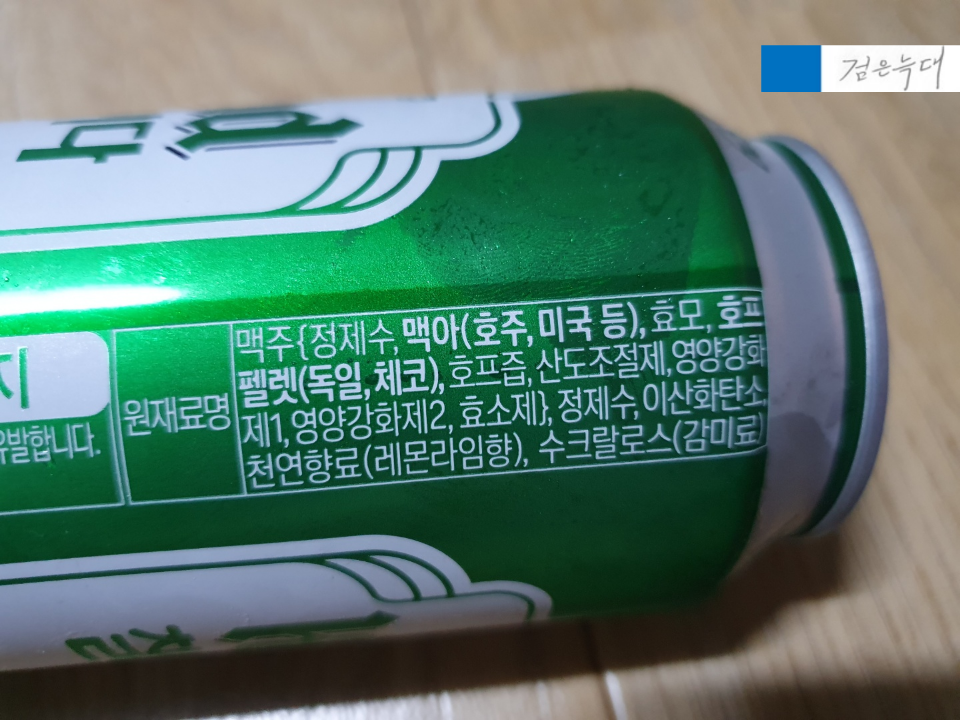 검은늑대
지
유발합니다.
원재료명
맥주{정제수, 맥아(호주, 미국 등), 효모, 호프
펠렛(독일, 체코), 호프즙, 산도조절제, 영양강화
제1, 영양강화제2, 효소제}, 정제수, 이산화탄소,
천연향료(레몬라임향), 수크랄로스(감미료)